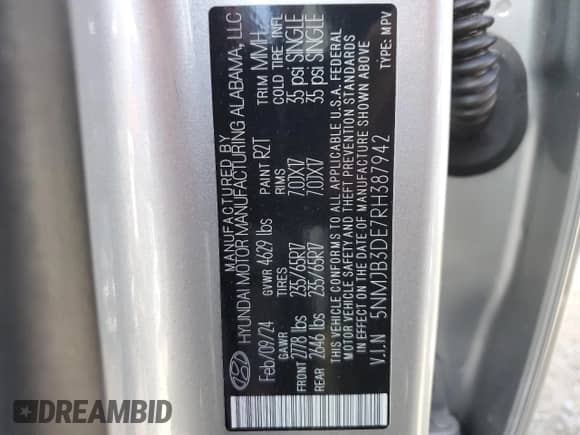 MANUFACTURED BY
HYUNDAI MOTOR MANUFACTURING ALABAMA, LLC
Feb/09/24 GVWR 4629 lbs PAINT R2T TRIM MMH
GAWR TIRES RIMS COLD TIRE INFL
FRONT 2778 lbs 235/65R17 7.0JX17 35 psi SINGLE
REAR 2646 lbs 235/65R17 7.0JX17 35 psi SINGLE
THIS VEHICLE CONFORMS TO ALL APPLICABLE U.S.A. FEDERAL
MOTOR VEHICLE SAFETY AND THEFT PREVENTION STANDARDS
IN EFFECT ON THE DATE OF MANUFACTURE SHOWN ABOVE
V.I.N 5NMJB3DE7RH387942 TYPE: MPV
DREAMBID